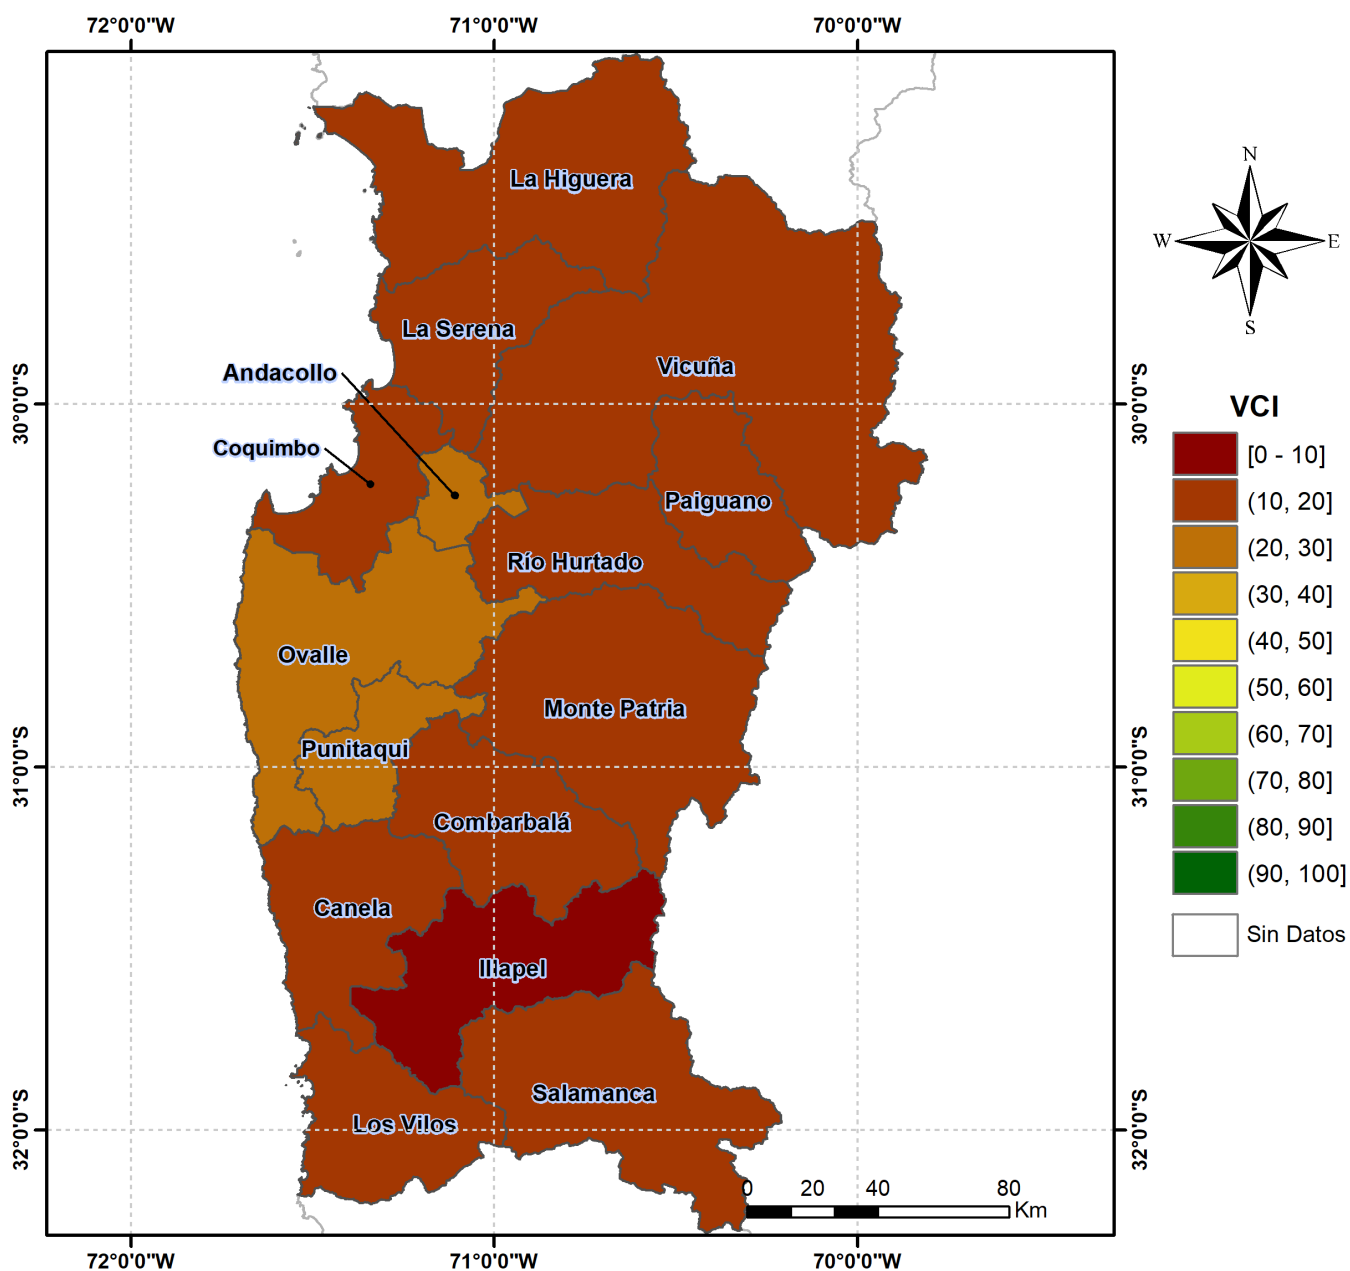 72°0'0"W 71°0'0"W 70°0'0"W
N
W E
S
La Higuera
La Serena
Andacollo
Vicuña
30°0'0"S 30°0'0"S
Coquimbo
Paiguano
Río Hurtado
Ovalle
Monte Patria
Punitaqui
31°0'0"S 31°0'0"S
Combarbalá
Canela
Illapel
Salamanca
Los Vilos
32°0'0"S 32°0'0"S
0 20 40 80
Km
72°0'0"W 71°0'0"W 70°0'0"W
VCI
[0 - 10]
(10, 20]
(20, 30]
(30, 40]
(40, 50]
(50, 60]
(60, 70]
(70, 80]
(80, 90]
(90, 100]
Sin Datos